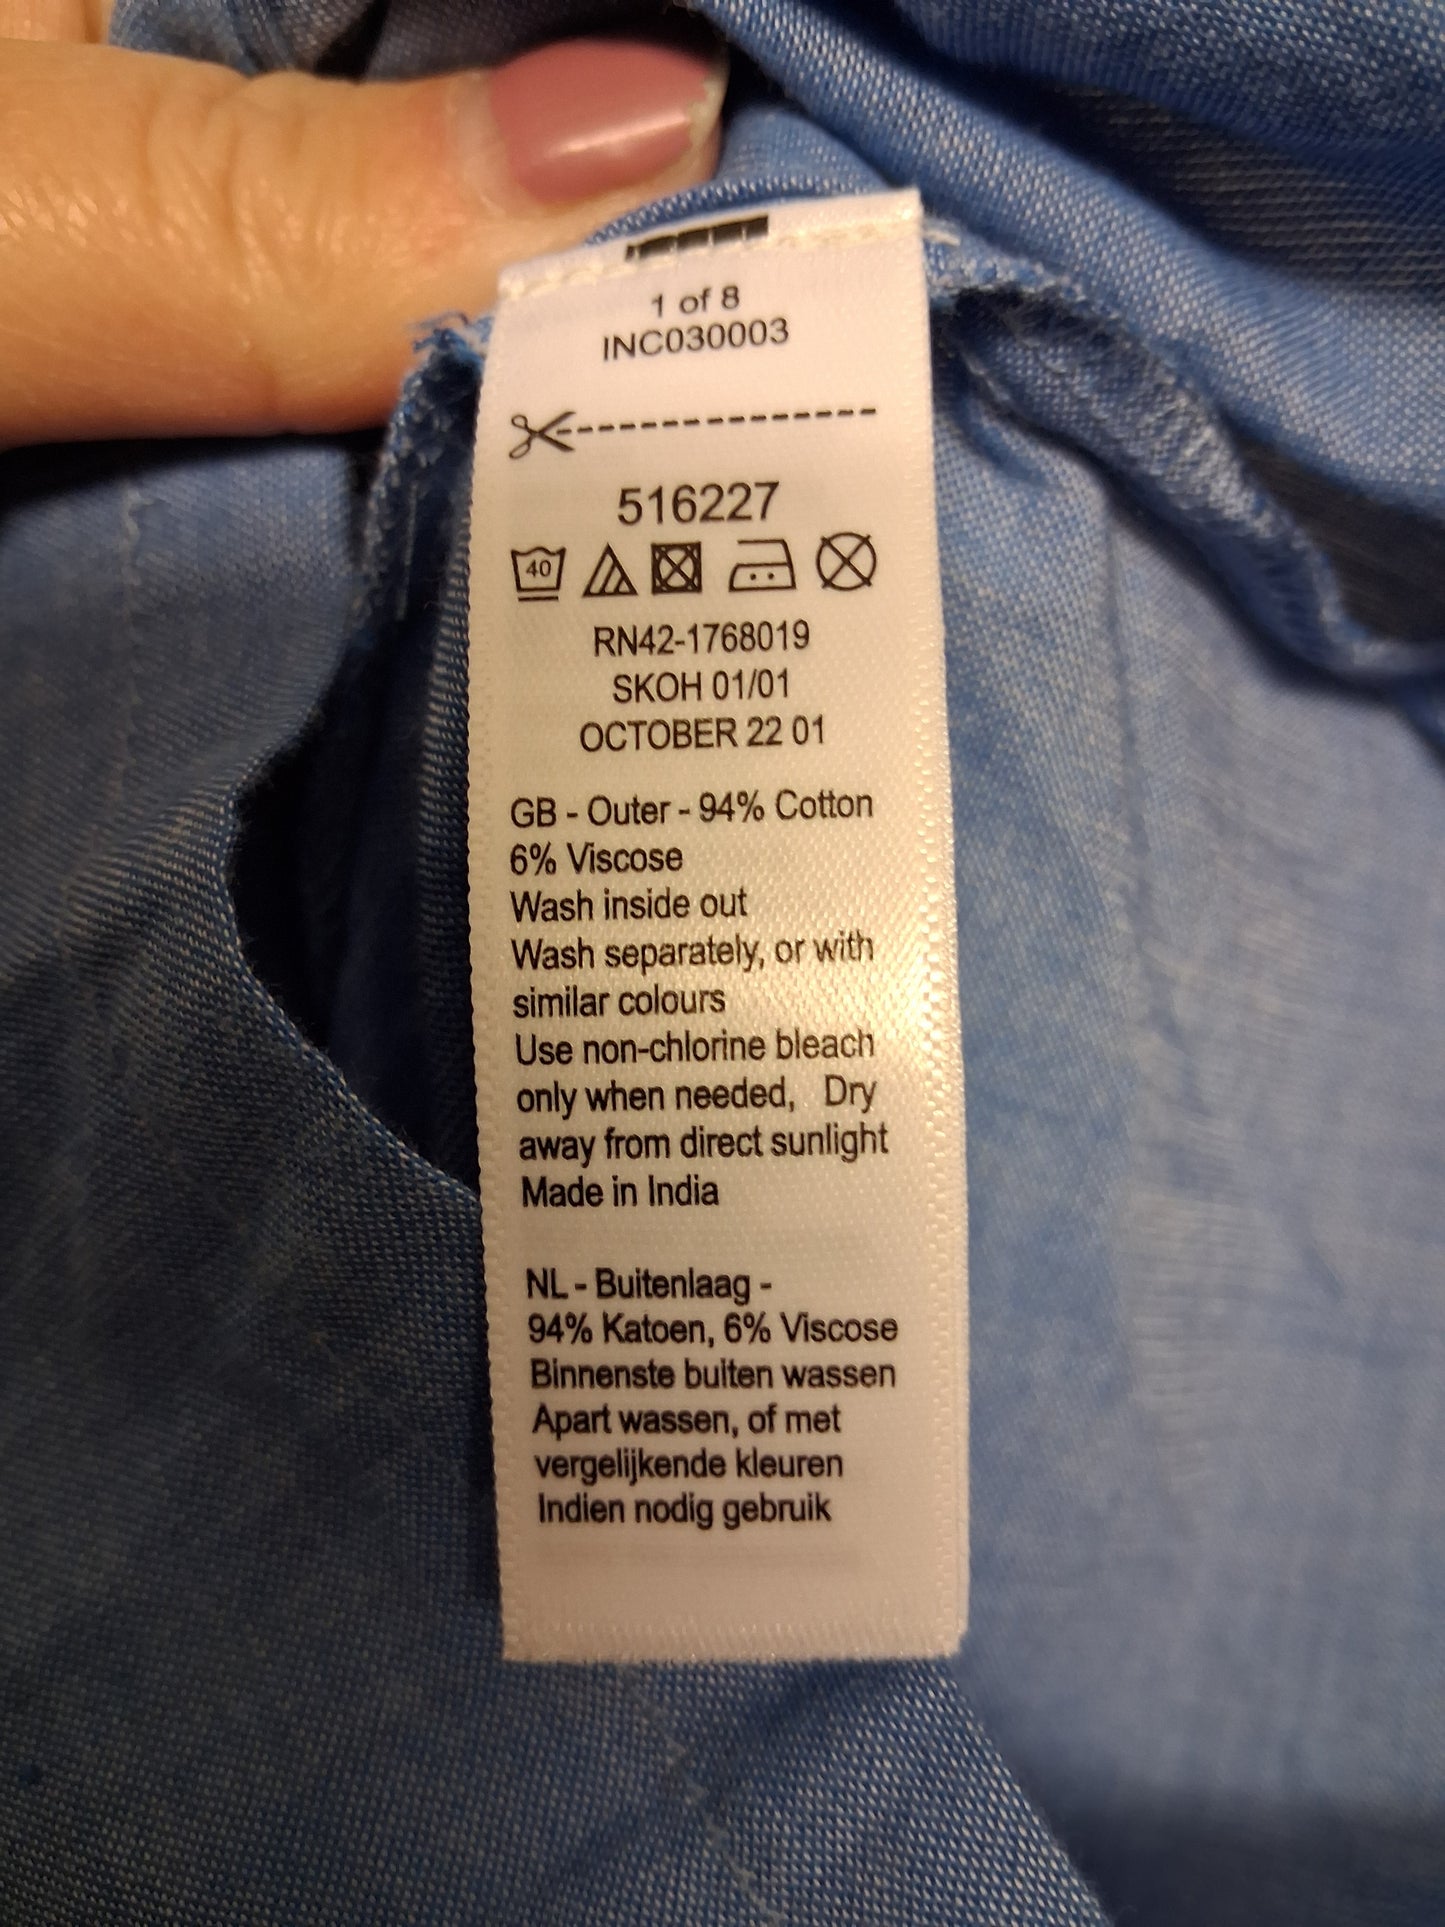 1 of 8
INC030003
516227
40
RN42-1768019
SKOH 01/01
OCTOBER 22 01
GB - Outer - 94% Cotton
6% Viscose
Wash inside out
Wash separately, or with
similar colours
Use non-chlorine bleach
only when needed, Dry
away from direct sunlight
Made in India
NL - Buitenlaag -
94% Katoen, 6% Viscose
Binnenste buiten wassen
Apart wassen, of met
vergelijkende kleuren
Indien nodig gebruik